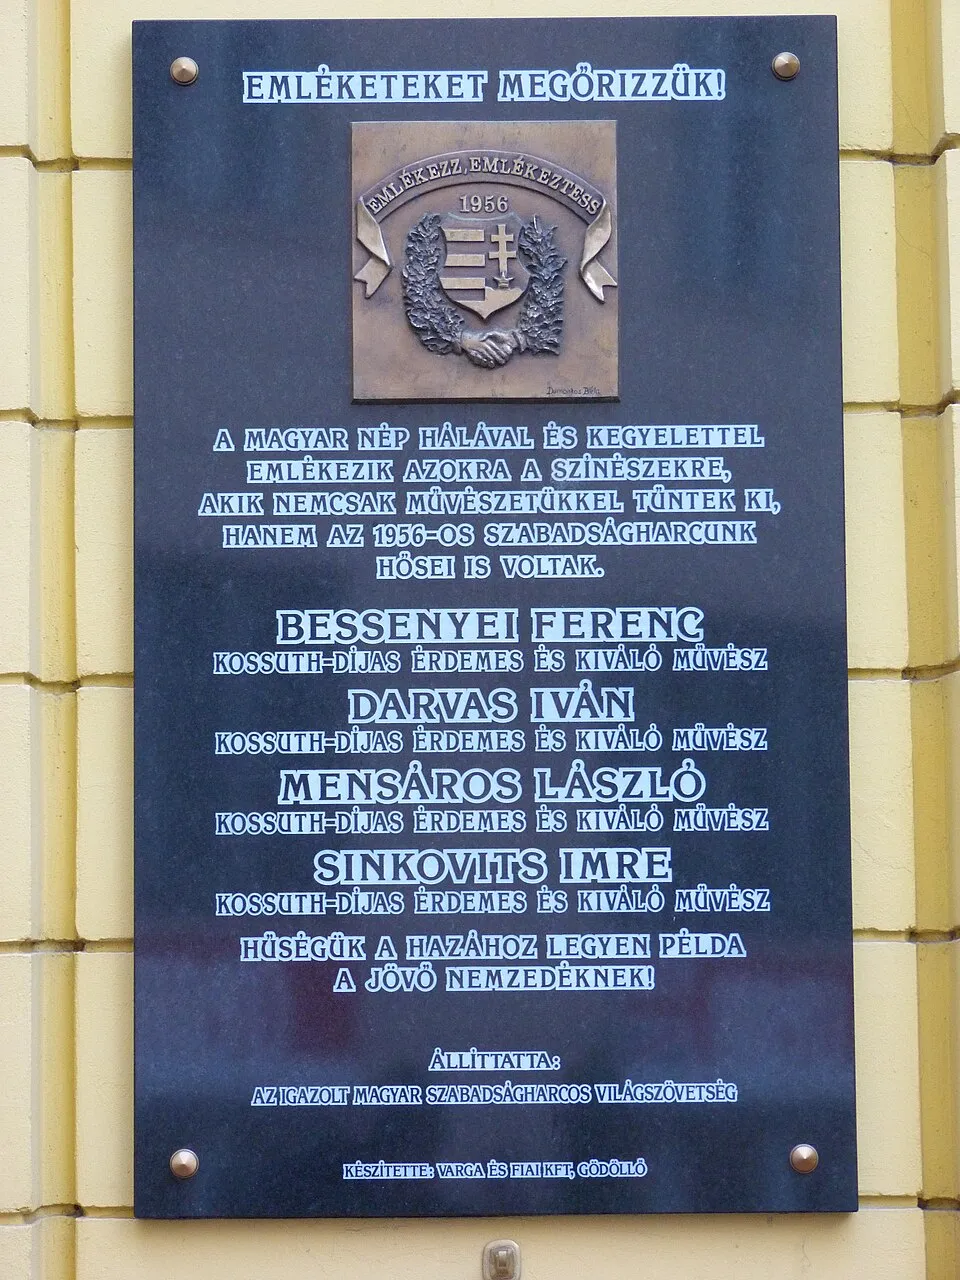 EMLÉKETEKET MEGŐRIZZÜK!
EMLÉKEZZ, EMLÉKEZTESS
1956
Domonkos Béla
A MAGYAR NÉP HÁLÁVAL ÉS KEGYELETTEL
EMLÉKEZIK AZOKRA A SZÍNÉSZEKRE,
AKIK NEMCSAK MŰVÉSZETÜKKEL TŰNTEK KI,
HANEM AZ 1956-OS SZABADSÁGHARCUNK
HŐSEI IS VOLTAK.
BESSENYEI FERENC
KOSSUTH-DÍJAS ÉRDEMES ÉS KIVÁLÓ MŰVÉSZ
DARVAS IVÁN
KOSSUTH-DÍJAS ÉRDEMES ÉS KIVÁLÓ MŰVÉSZ
MENSÁROS LÁSZLÓ
KOSSUTH-DÍJAS ÉRDEMES ÉS KIVÁLÓ MŰVÉSZ
SINKOVITS IMRE
KOSSUTH-DÍJAS ÉRDEMES ÉS KIVÁLÓ MŰVÉSZ
HŰSÉGÜK A HAZÁHOZ LEGYEN PÉLDA
A JÖVŐ NEMZEDÉKNEK!
ÁLLÍTTATTA:
AZ IGAZOLT MAGYAR SZABADSÁGHARCOS VILÁGSZÖVETSÉG
KÉSZÍTETTE: VARGA ÉS FIAI KFT, GÖDÖLLŐ